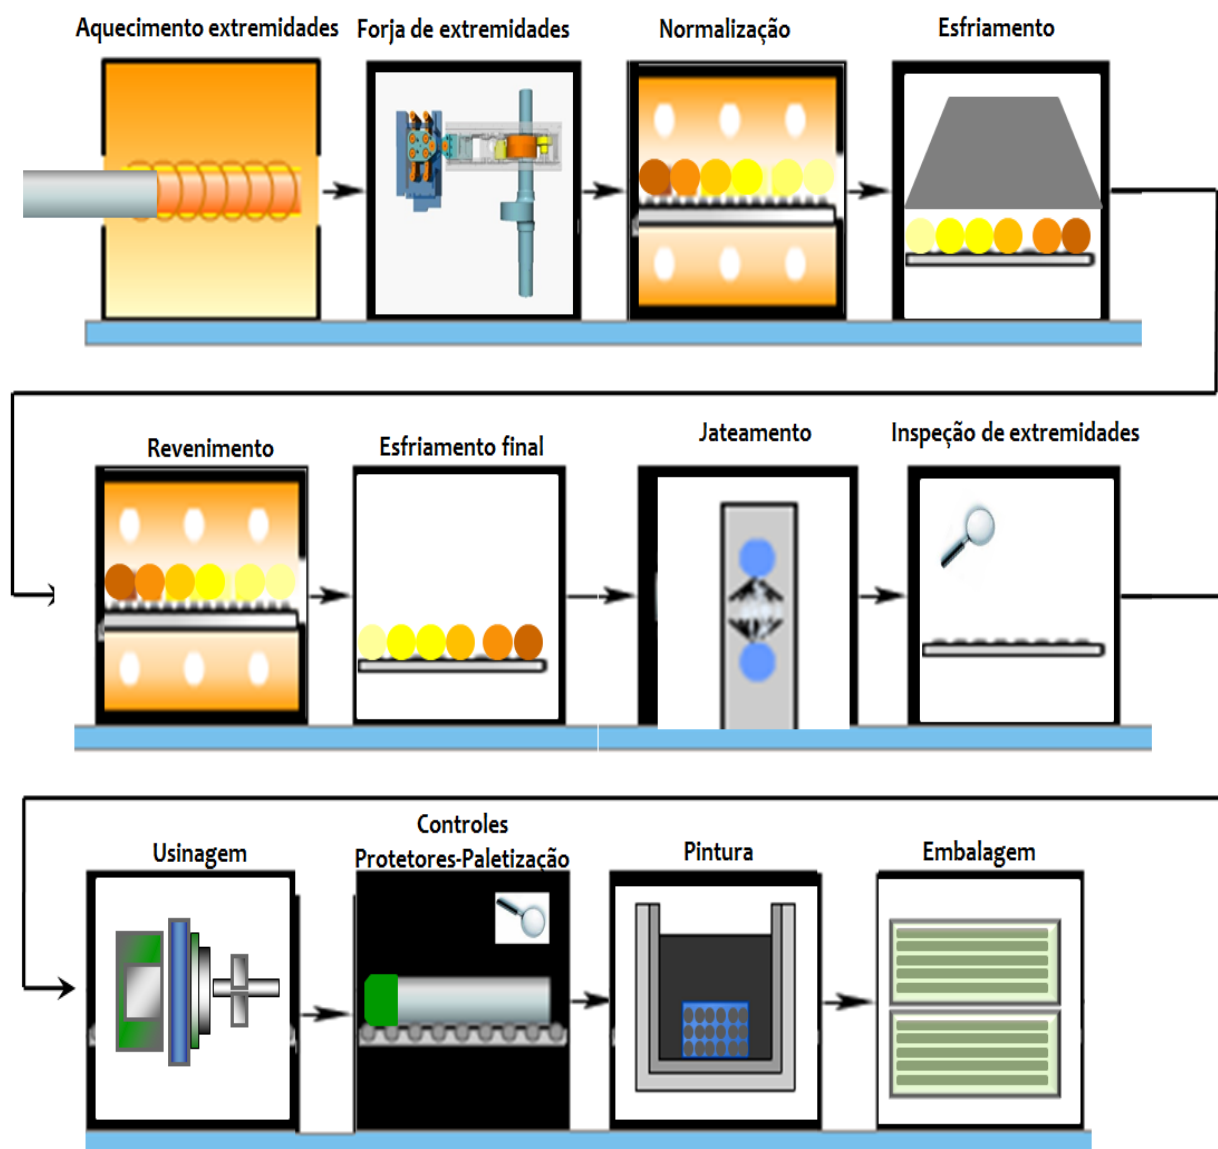 Aquecimento extremidades
Forja de extremidades
Normalização
Esfriamento
Revenimento
Esfriamento final
Jateamento
Inspeção de extremidades
Usinagem
Controles
Protetores-Paletização
Pintura
Embalagem